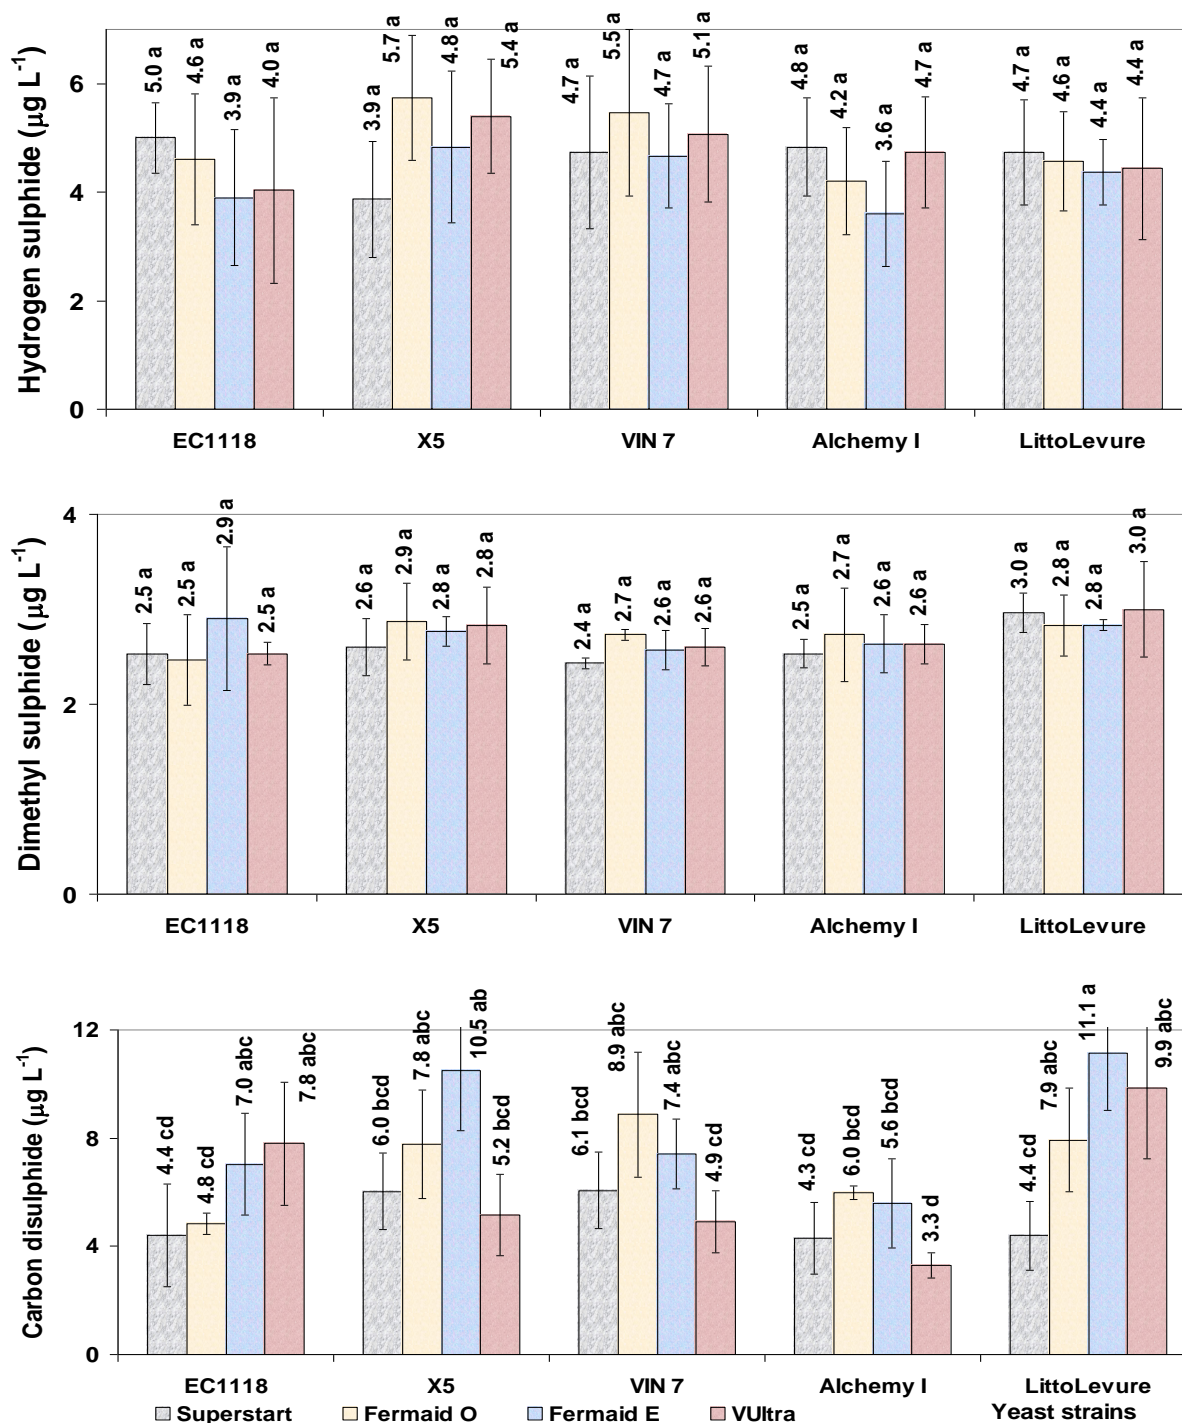 Hydrogen sulphide (µg L-1)
6
4
2
0
5.0 a
4.6 a
3.9 a
4.0 a
3.9 a
5.7 a
4.8 a
5.4 a
4.7 a
5.5 a
4.7 a
5.1 a
4.8 a
4.2 a
3.6 a
4.7 a
4.7 a
4.6 a
4.4 a
4.4 a
EC1118
X5
VIN 7
Alchemy I
LittoLevure
Dimethyl sulphide (µg L-1)
4
2
0
2.5 a
2.5 a
2.9 a
2.5 a
2.6 a
2.9 a
2.8 a
2.8 a
2.4 a
2.7 a
2.6 a
2.6 a
2.5 a
2.7 a
2.6 a
2.6 a
3.0 a
2.8 a
2.8 a
3.0 a
EC1118
X5
VIN 7
Alchemy I
LittoLevure
Carbon disulphide (µg L-1)
12
8
4
0
4.4 cd
4.8 cd
7.0 abc
7.8 abc
6.0 bcd
7.8 abc
10.5 ab
5.2 bcd
6.1 bcd
8.9 abc
7.4 abc
4.9 cd
4.3 cd
6.0 bcd
5.6 bcd
3.3 d
4.4 cd
7.9 abc
11.1 a
9.9 abc
EC1118
X5
VIN 7
Alchemy I
LittoLevure
Superstart
Fermaid O
Fermaid E
VUltra
Yeast strains